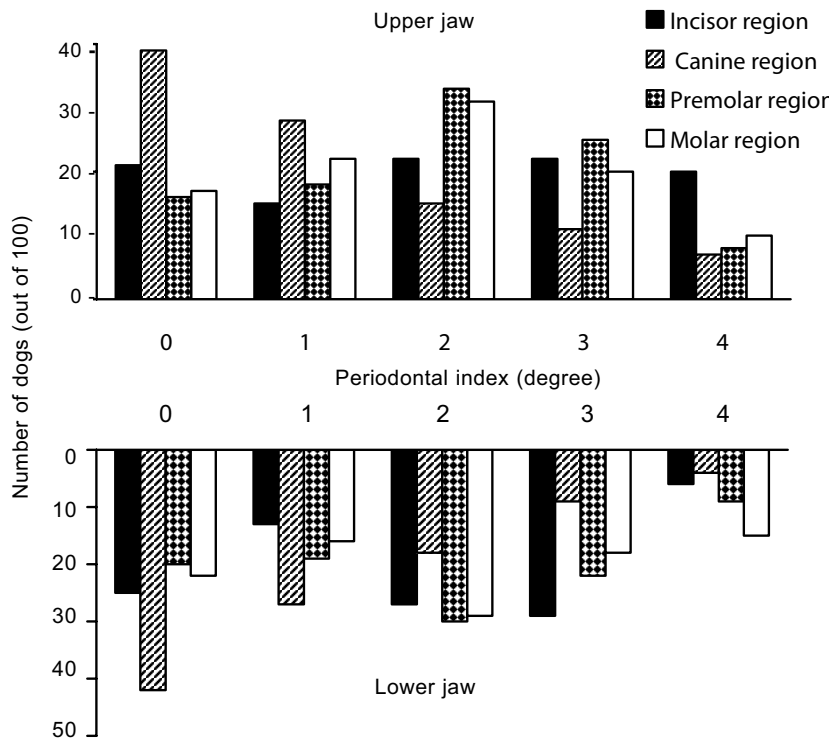 Upper jaw
Incisor region
Canine region
Premolar region
Molar region
40
30
20
10
0
0 1 2 3 4
Periodontal index (degree)
Number of dogs (out of 100)
0 1 2 3 4
0
10
20
30
40
50
Lower jaw